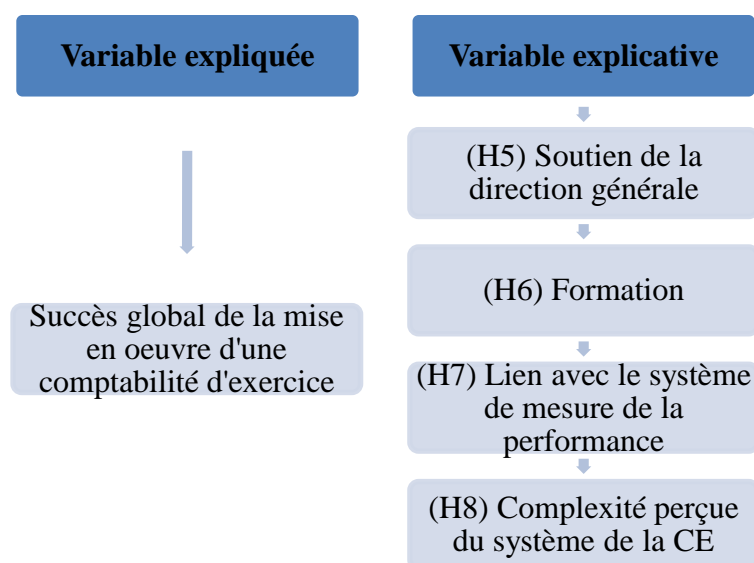 Variable expliquée
Succès global de la mise
en oeuvre d'une
comptabilité d'exercice
Variable explicative
(H5) Soutien de la
direction générale
(H6) Formation
(H7) Lien avec le système
de mesure de la
performance
(H8) Complexité perçue
du système de la CE